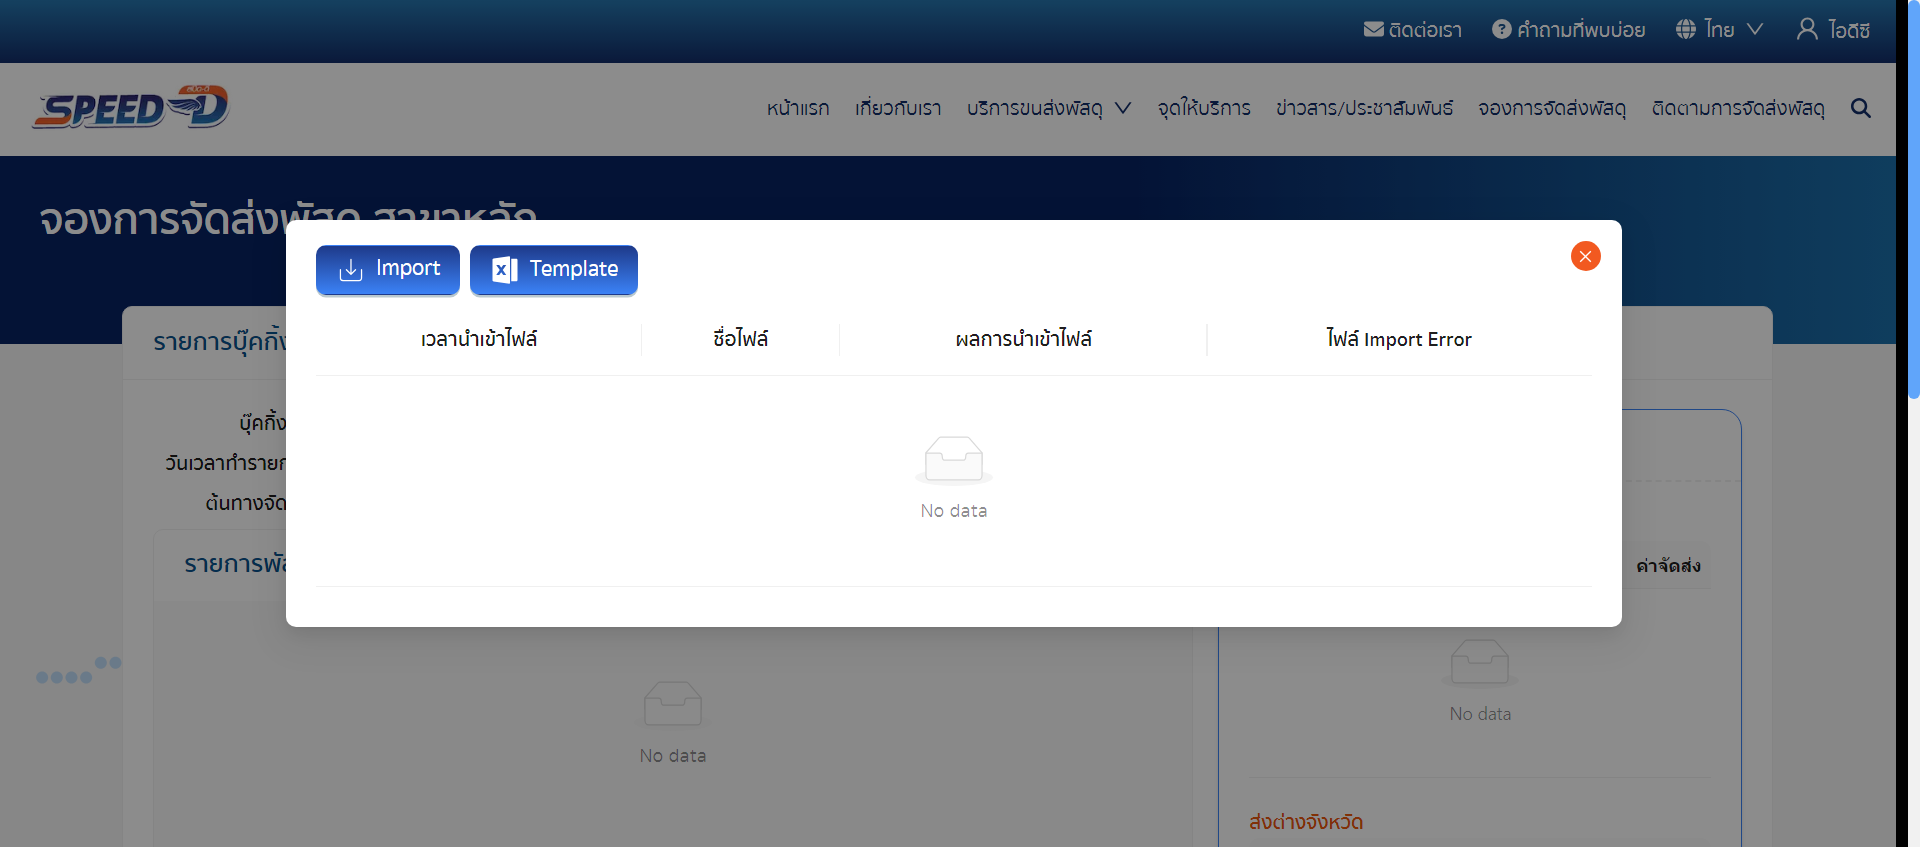 ติดต่อเรา คำถามที่พบบ่อย ไทย ไอดีซี
สปีด-ดี
SPEED-D
หน้าแรก เกี่ยวกับเรา บริการขนส่งพัสดุ จุดให้บริการ ข่าวสาร/ประชาสัมพันธ์ จองการจัดส่งพัสดุ ติดตามการจัดส่งพัสดุ
จองการจัดส่งพัสดุ สาขาหลัก
Import Template
เวลานำเข้าไฟล์ ชื่อไฟล์ ผลการนำเข้าไฟล์ ไฟล์ Import Error
No data
รายการบุ๊คกิ้ง
บุ๊คกิ้ง
วันเวลาทำรายก
ต้นทางจัด
รายการพัส
ค่าจัดส่ง
No data
No data
ส่งต่างจังหวัด